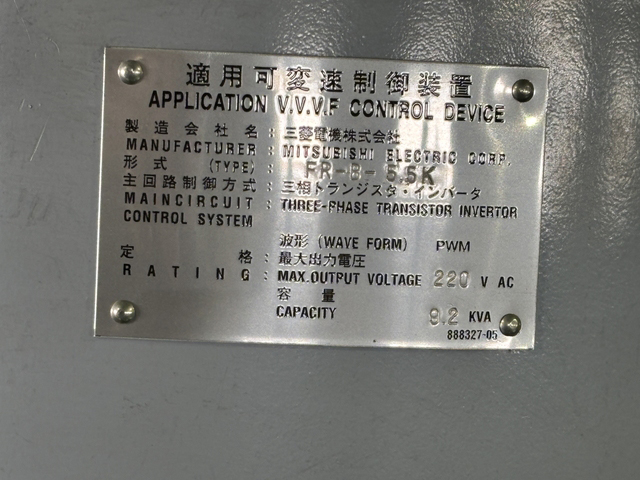 適用可変速制御装置
APPLICATION V.V.V.F CONTROL DEVICE
製造会社名:三菱電機株式会社
MANUFACTURER:MITSUBISHI ELECTRIC CORP.
形式(TYPE):FR-B-5.5K
主回路制御方式:三相トランジスタ・インバータ
MAINCIRCUIT:THREE-PHASE TRANSISTOR INVERTOR
CONTROL SYSTEM
波形(WAVE FORM) PWM
定格:最大出力電圧
RATING:MAX.OUTPUT VOLTAGE 220 V AC
容量
CAPACITY 9.2 KVA
888327-05